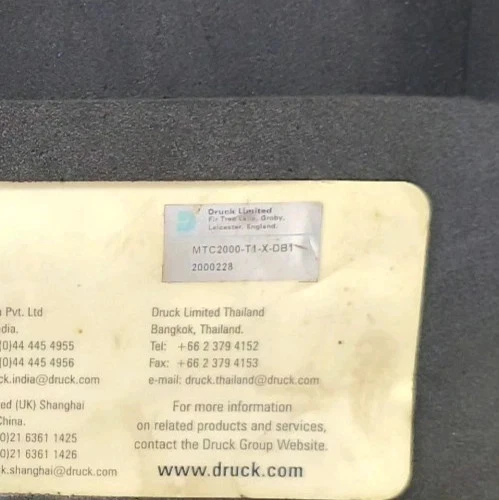 Druck Limited
Fir Tree Lane, Groby,
Leicester, England.
MTC2000-T1-X-DB1
2000228
Pvt. Ltd
dia.
(0)44 445 4955
(0)44 445 4956
ck.india@druck.com
ed (UK) Shanghai
China.
0)21 6361 1425
0)21 6361 1426
k.shanghai@druck.com
Druck Limited Thailand
Bangkok, Thailand.
Tel: +66 2 379 4152
Fax: +66 2 379 4153
e-mail: druck.thailand@druck.com
For more information
on related products and services,
contact the Druck Group Website.
www.druck.com